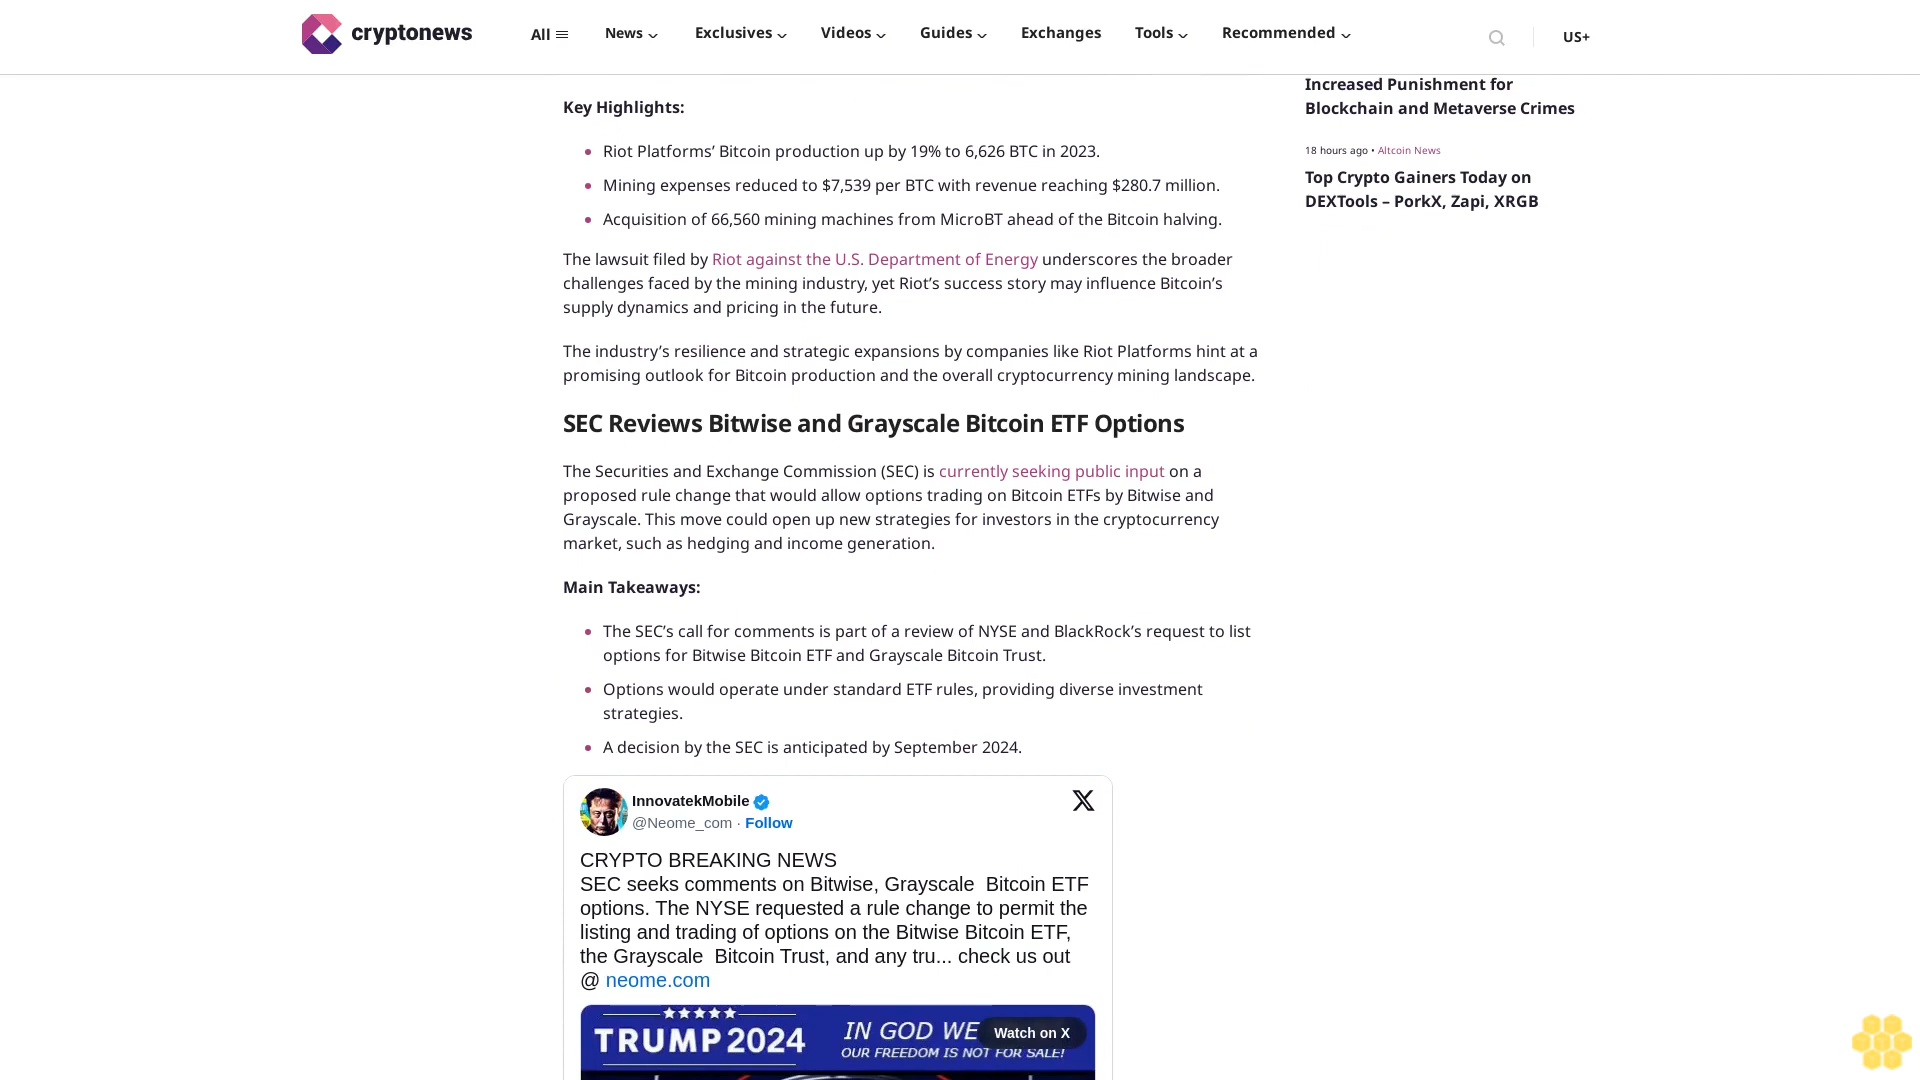 cryptonews
All
News
Exclusives
Videos
Guides
Exchanges
Tools
Recommended
US+
Increased Punishment for
Blockchain and Metaverse Crimes
18 hours ago • Altcoin News
Top Crypto Gainers Today on
DEXTools – PorkX, Zapi, XRGB
Key Highlights:
Riot Platforms’ Bitcoin production up by 19% to 6,626 BTC in 2023.
Mining expenses reduced to $7,539 per BTC with revenue reaching $280.7 million.
Acquisition of 66,560 mining machines from MicroBT ahead of the Bitcoin halving.
The lawsuit filed by Riot against the U.S. Department of Energy underscores the broader
challenges faced by the mining industry, yet Riot’s success story may influence Bitcoin’s
supply dynamics and pricing in the future.
The industry’s resilience and strategic expansions by companies like Riot Platforms hint at a
promising outlook for Bitcoin production and the overall cryptocurrency mining landscape.
SEC Reviews Bitwise and Grayscale Bitcoin ETF Options
The Securities and Exchange Commission (SEC) is currently seeking public input on a
proposed rule change that would allow options trading on Bitcoin ETFs by Bitwise and
Grayscale. This move could open up new strategies for investors in the cryptocurrency
market, such as hedging and income generation.
Main Takeaways:
The SEC’s call for comments is part of a review of NYSE and BlackRock’s request to list
options for Bitwise Bitcoin ETF and Grayscale Bitcoin Trust.
Options would operate under standard ETF rules, providing diverse investment
strategies.
A decision by the SEC is anticipated by September 2024.
InnovatekMobile
@Neome_com · Follow
CRYPTO BREAKING NEWS
SEC seeks comments on Bitwise, Grayscale  Bitcoin ETF
options. The NYSE requested a rule change to permit the
listing and trading of options on the Bitwise Bitcoin ETF,
the Grayscale  Bitcoin Trust, and any tru... check us out
@ neome.com
TRUMP 2024
IN GOD WE
Watch on X
OUR FREEDOM IS NOT FOR SALE!